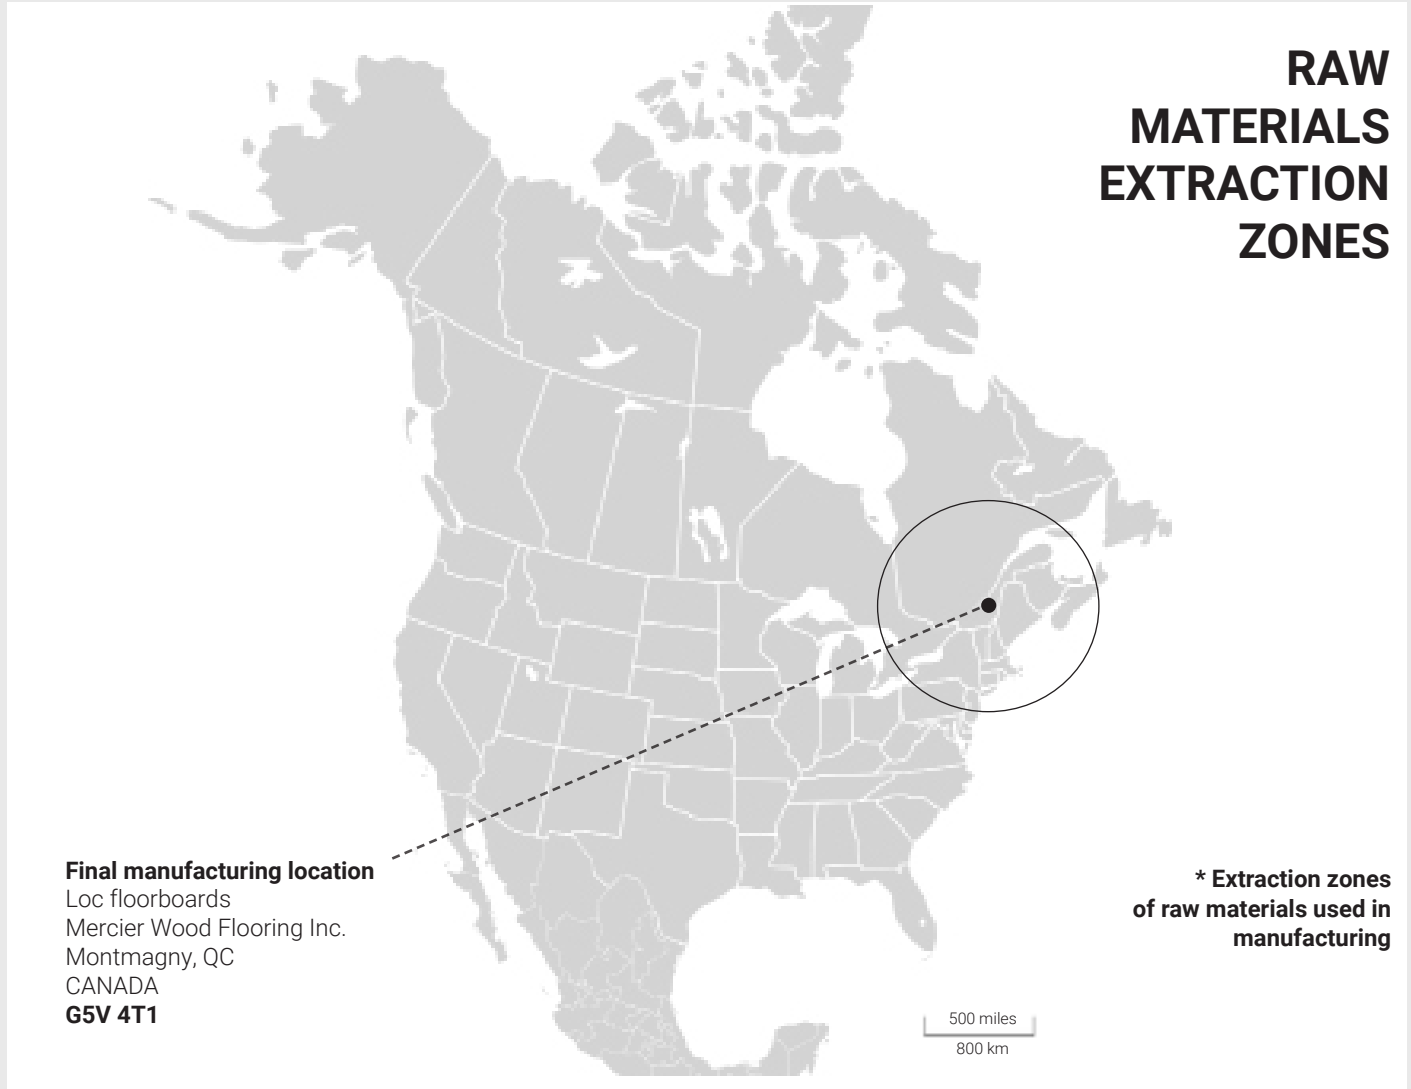 RAW
MATERIALS
EXTRACTION
ZONES
Final manufacturing location
Loc floorboards
Mercier Wood Flooring Inc.
Montmagny, QC
CANADA
G5V 4T1
* Extraction zones
of raw materials used in
manufacturing
500 miles
800 km